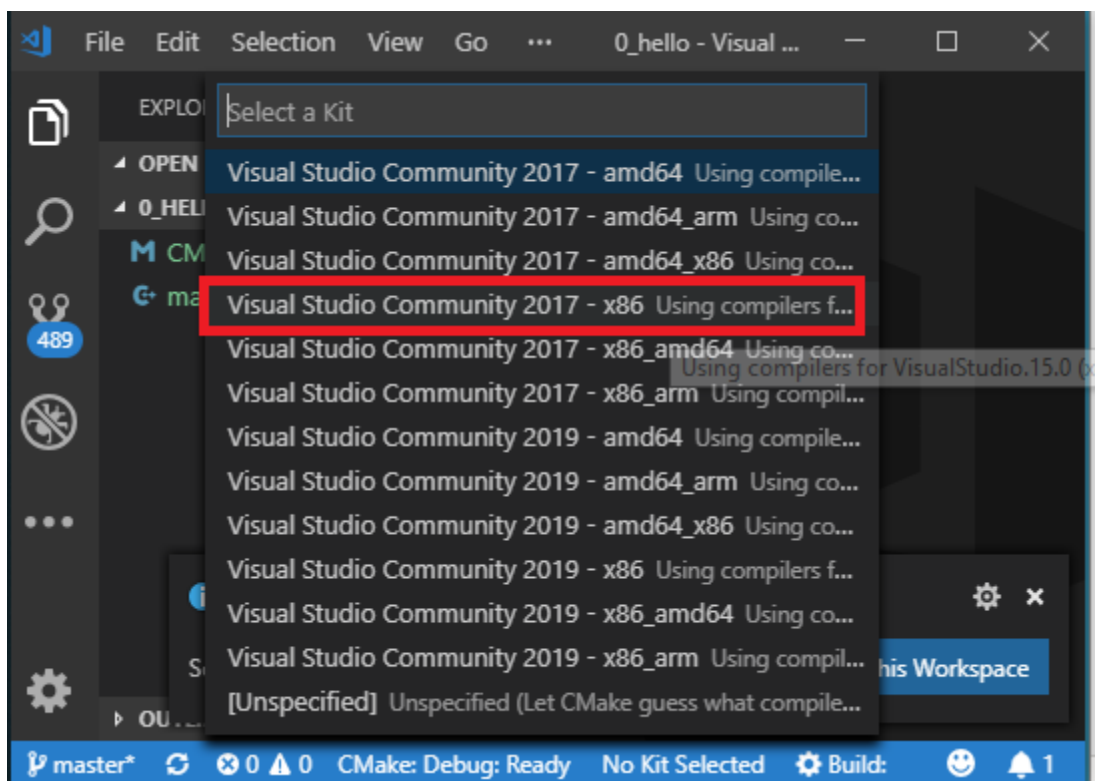 File Edit Selection View Go ••• 0_hello - Visual ...
EXPLO
Select a Kit
OPEN
0_HEL
CM
ma
Visual Studio Community 2017 - amd64 Using compile...
Visual Studio Community 2017 - amd64_arm Using co...
Visual Studio Community 2017 - amd64_x86 Using co...
Visual Studio Community 2017 - x86 Using compilers f...
Visual Studio Community 2017 - x86_amd64 Using co...
Using compilers for VisualStudio.15.0 (x
Visual Studio Community 2017 - x86_arm Using compil...
Visual Studio Community 2019 - amd64 Using compile...
Visual Studio Community 2019 - amd64_arm Using co...
Visual Studio Community 2019 - amd64_x86 Using co...
Visual Studio Community 2019 - x86 Using compilers f...
Visual Studio Community 2019 - x86_amd64 Using co...
Visual Studio Community 2019 - x86_arm Using compil...
[Unspecified] Unspecified (Let CMake guess what compile...
489
S
his Workspace
OU
master* 0 0 CMake: Debug: Ready No Kit Selected Build: 1